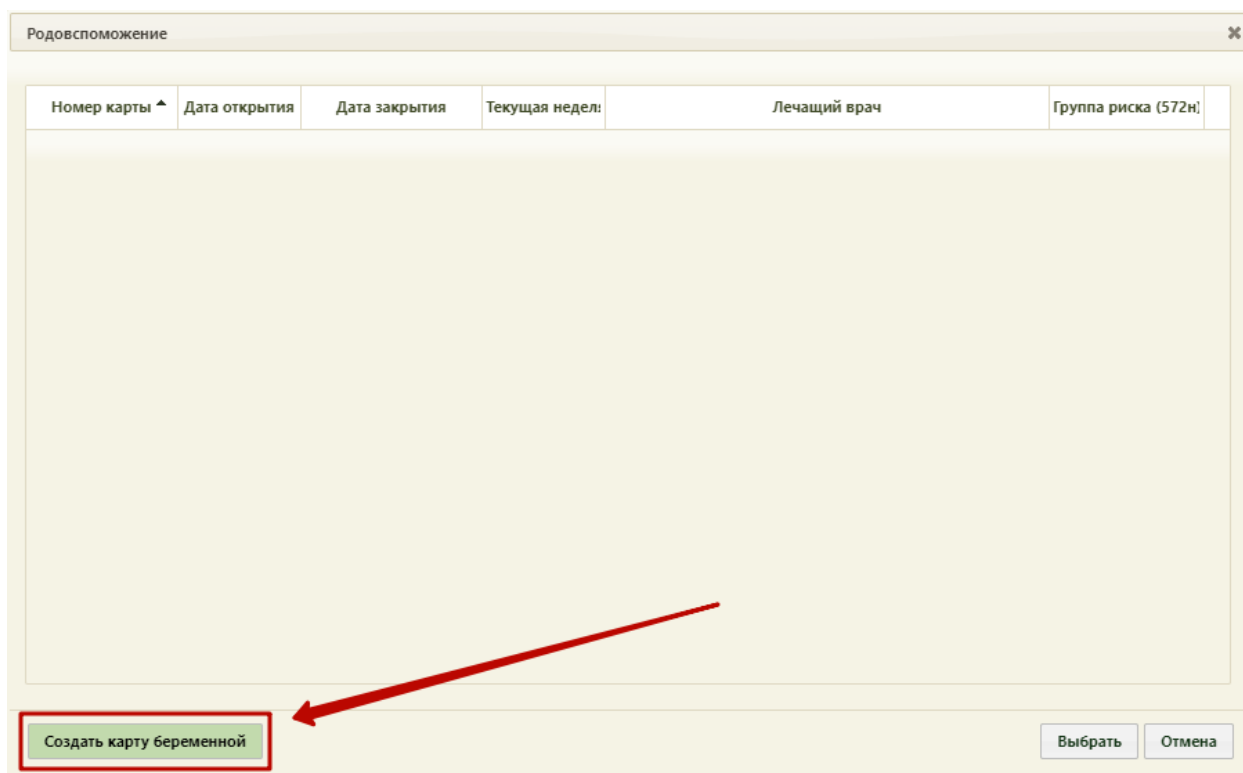 Родовспоможение
Номер карты Дата открытия Дата закрытия Текущая недел Лечащий врач Группа риска (572н)
Создать карту беременной Выбрать Отмена